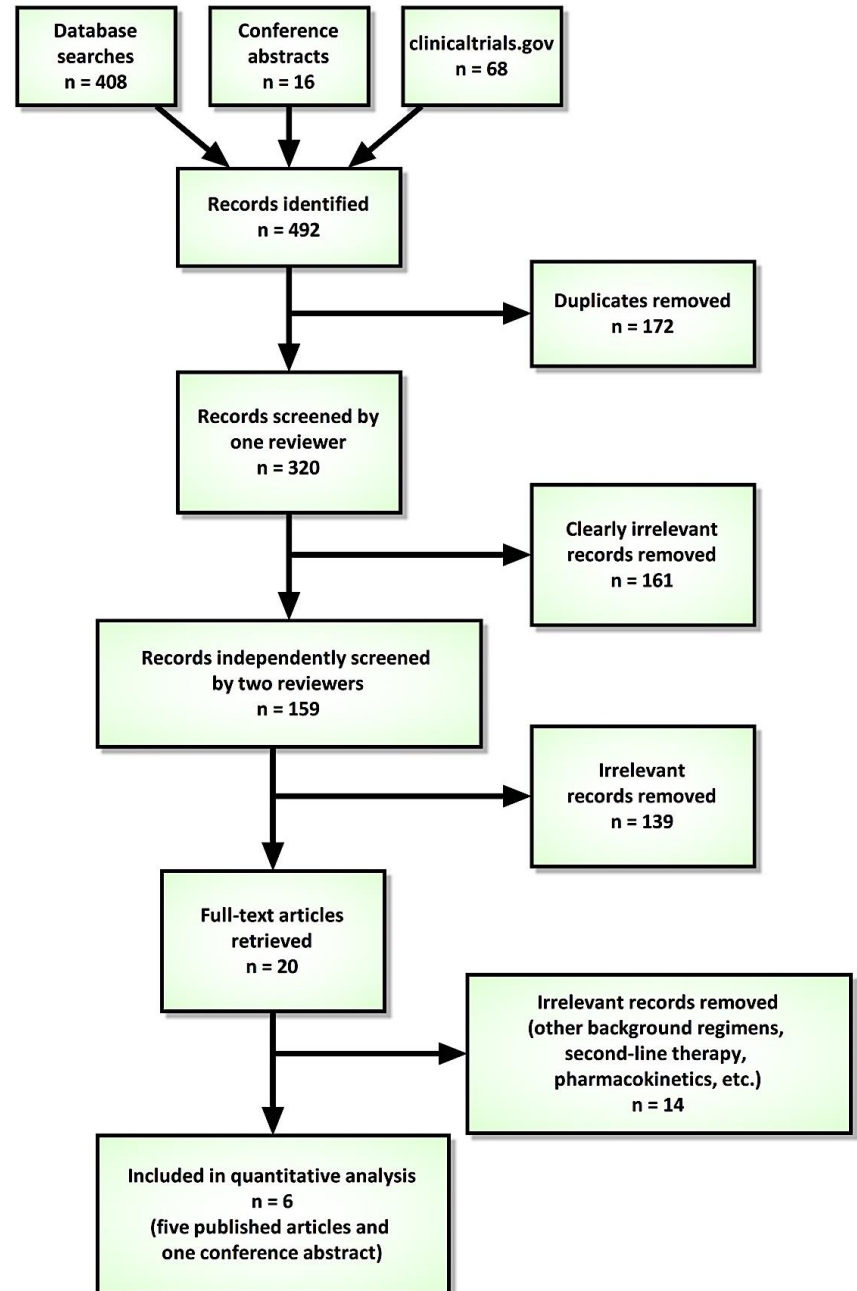 Database
searches
n = 408
Conference
abstracts
n = 16
clinicaltrials.gov
n = 68
Records identified
n = 492
Duplicates removed
n = 172
Records screened by
one reviewer
n = 320
Clearly irrelevant
records removed
n = 161
Records independently screened
by two reviewers
n = 159
Irrelevant
records removed
n = 139
Full-text articles
retrieved
n = 20
Irrelevant records removed
(other background regimens,
second-line therapy,
pharmacokinetics, etc.)
n = 14
Included in quantitative analysis
n = 6
(five published articles and
one conference abstract)